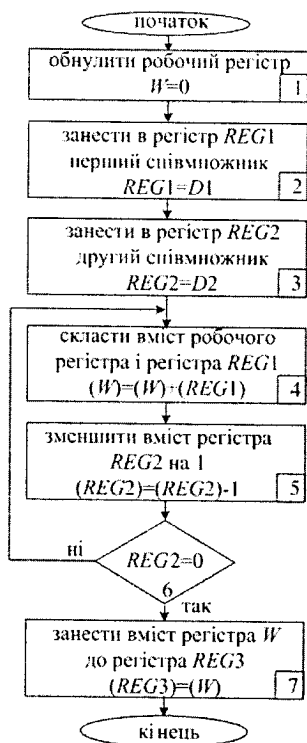 початок
обнулити робочий регістр
W=0
1
занести в регістр REG1
перший співмножник
REG1=D1
2
занести в регістр REG2
другий співмножник
REG2=D2
3
скласти вміст робочого
регістра і регістра REG1
(W)=(W)+(REG1)
4
зменшити вміст регістра
REG2 на 1
(REG2)=(REG2)-1
5
ні
REG2=0
6
так
занести вміст регістра W
до регістра REG3
(REG3)=(W)
7
кінець